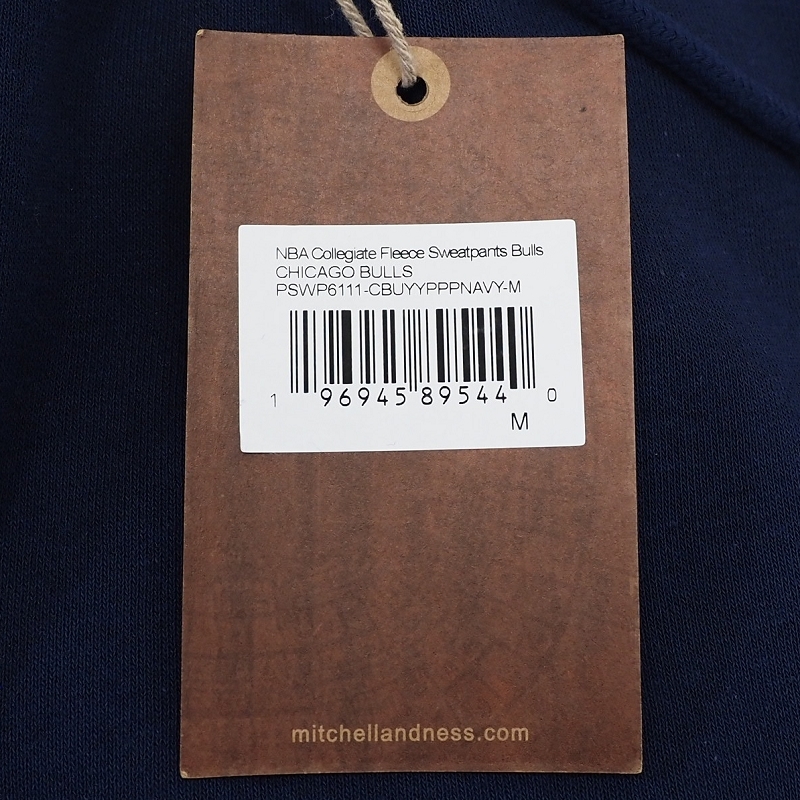 NBA Collegiate Fleece Sweatpants Bulls
CHICAGO BULLS
PSWP6111-CBUYYPPPNAVY-M
1 96945 89544 0
M
mitchellandness.com